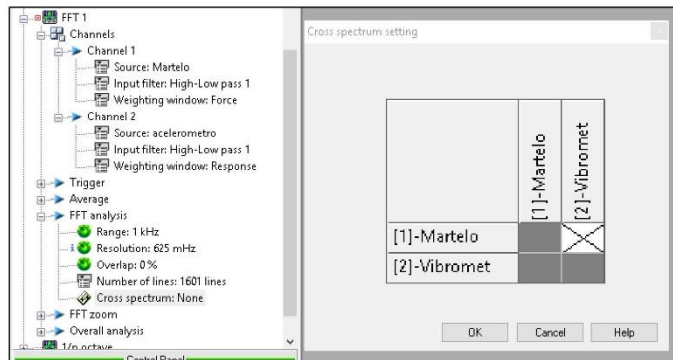 FFT 1
Channels
Channel 1
Source: Martelo
Input filter: High-Low pass 1
Weighting window: Force
Channel 2
Source: acelerometro
Input filter: High-Low pass 1
Weighting window: Response
Trigger
Average
FFT analysis
Range: 1 kHz
Resolution: 625 mHz
Overlap: 0 %
Number of lines: 1601 lines
Cross spectrum: None
FFT zoom
Overall analysis
1/n octave
Control Panel
Cross spectrum setting
[1]-Martelo
[2]-Vibromet
[1]-Martelo
[2]-Vibromet
OK Cancel Help